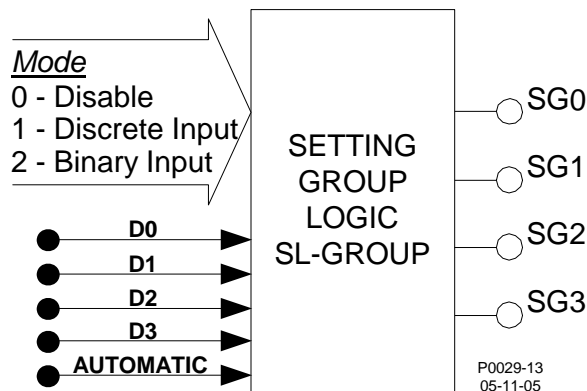 Mode
0 - Disable
1 - Discrete Input
2 - Binary Input
D0
D1
D2
D3
AUTOMATIC
SETTING
GROUP
LOGIC
SL-GROUP
SG0
SG1
SG2
SG3
P0029-13
05-11-05